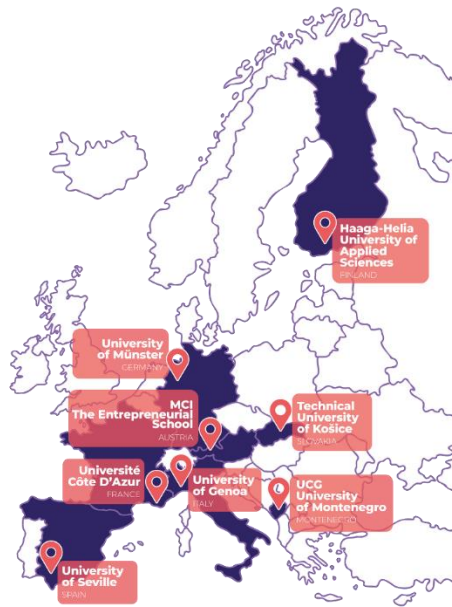 Haaga-Helia
University of
Applied
Sciences
FINLAND
University
of Münster
GERMANY
MCI
The Entrepreneurial
School
AUSTRIA
Technical
University
of Košice
SLOVAKIA
Université
Côte D'Azur
FRANCE
University
of Genoa
ITALY
UCG
University
of Montenegro
MONTENEGRO
University
of Seville
SPAIN